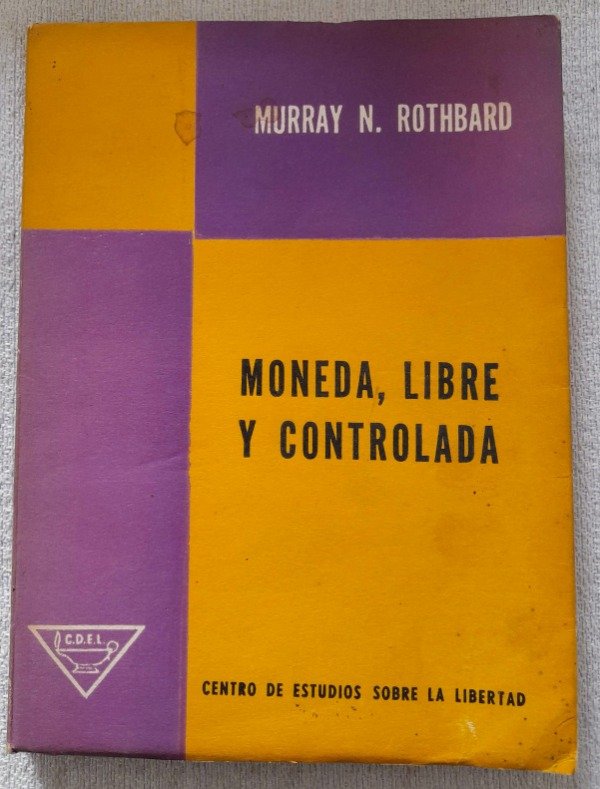 MURRAY N. ROTHBARD
MONEDA, LIBRE
Y CONTROLADA
C.D.E.L.
CENTRO DE ESTUDIOS SOBRE LA LIBERTAD